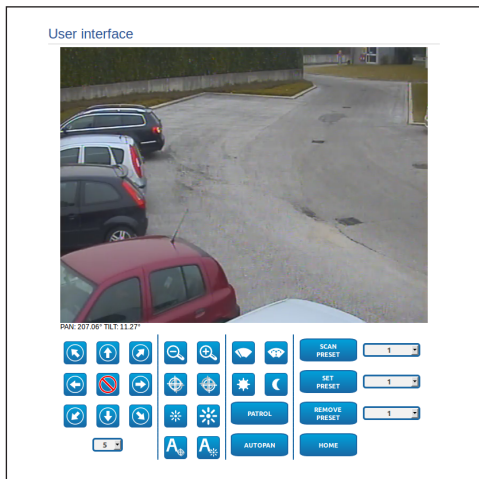 User interface
PAN: 207.06° TILT: 11.27°
SCAN PRESET
1
SET PRESET
1
PATROL
REMOVE PRESET
1
5
A
A
AUTOPAN
HOME